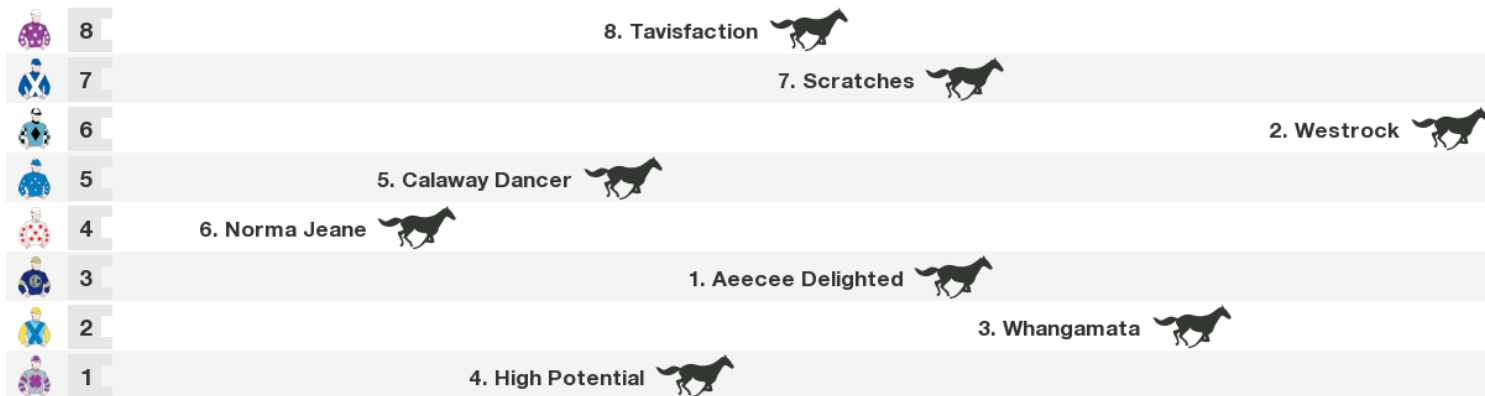 8 8. Tavisfaction
7 7. Scratches
6 2. Westrock
5 5. Calaway Dancer
4 6. Norma Jeane
3 1. Aeecee Delighted
2 3. Whangamata
1 4. High Potential